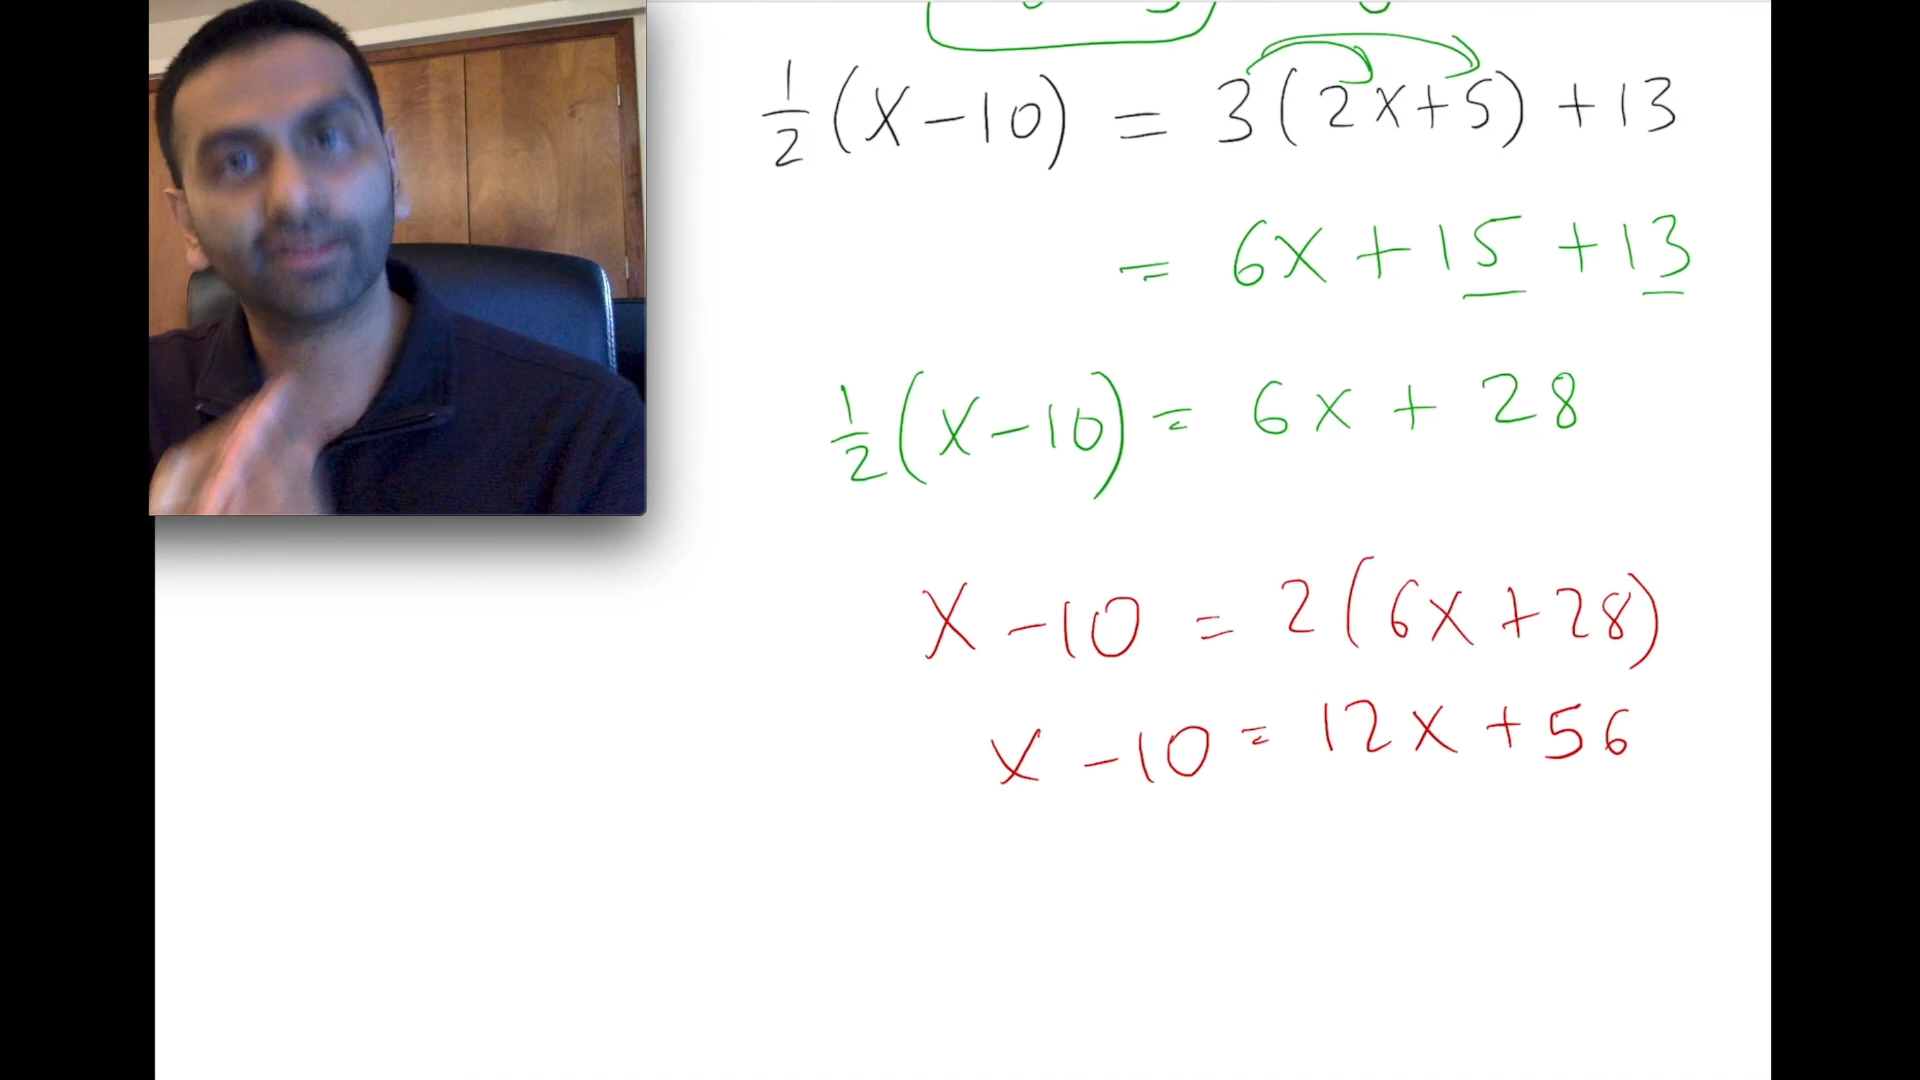 1/2 (x-10) = 3(2x+5) +13
= 6x + 15 + 13
1/2 (x-10) = 6x + 28
x -10 = 2(6x+28)
x -10 = 12x +56